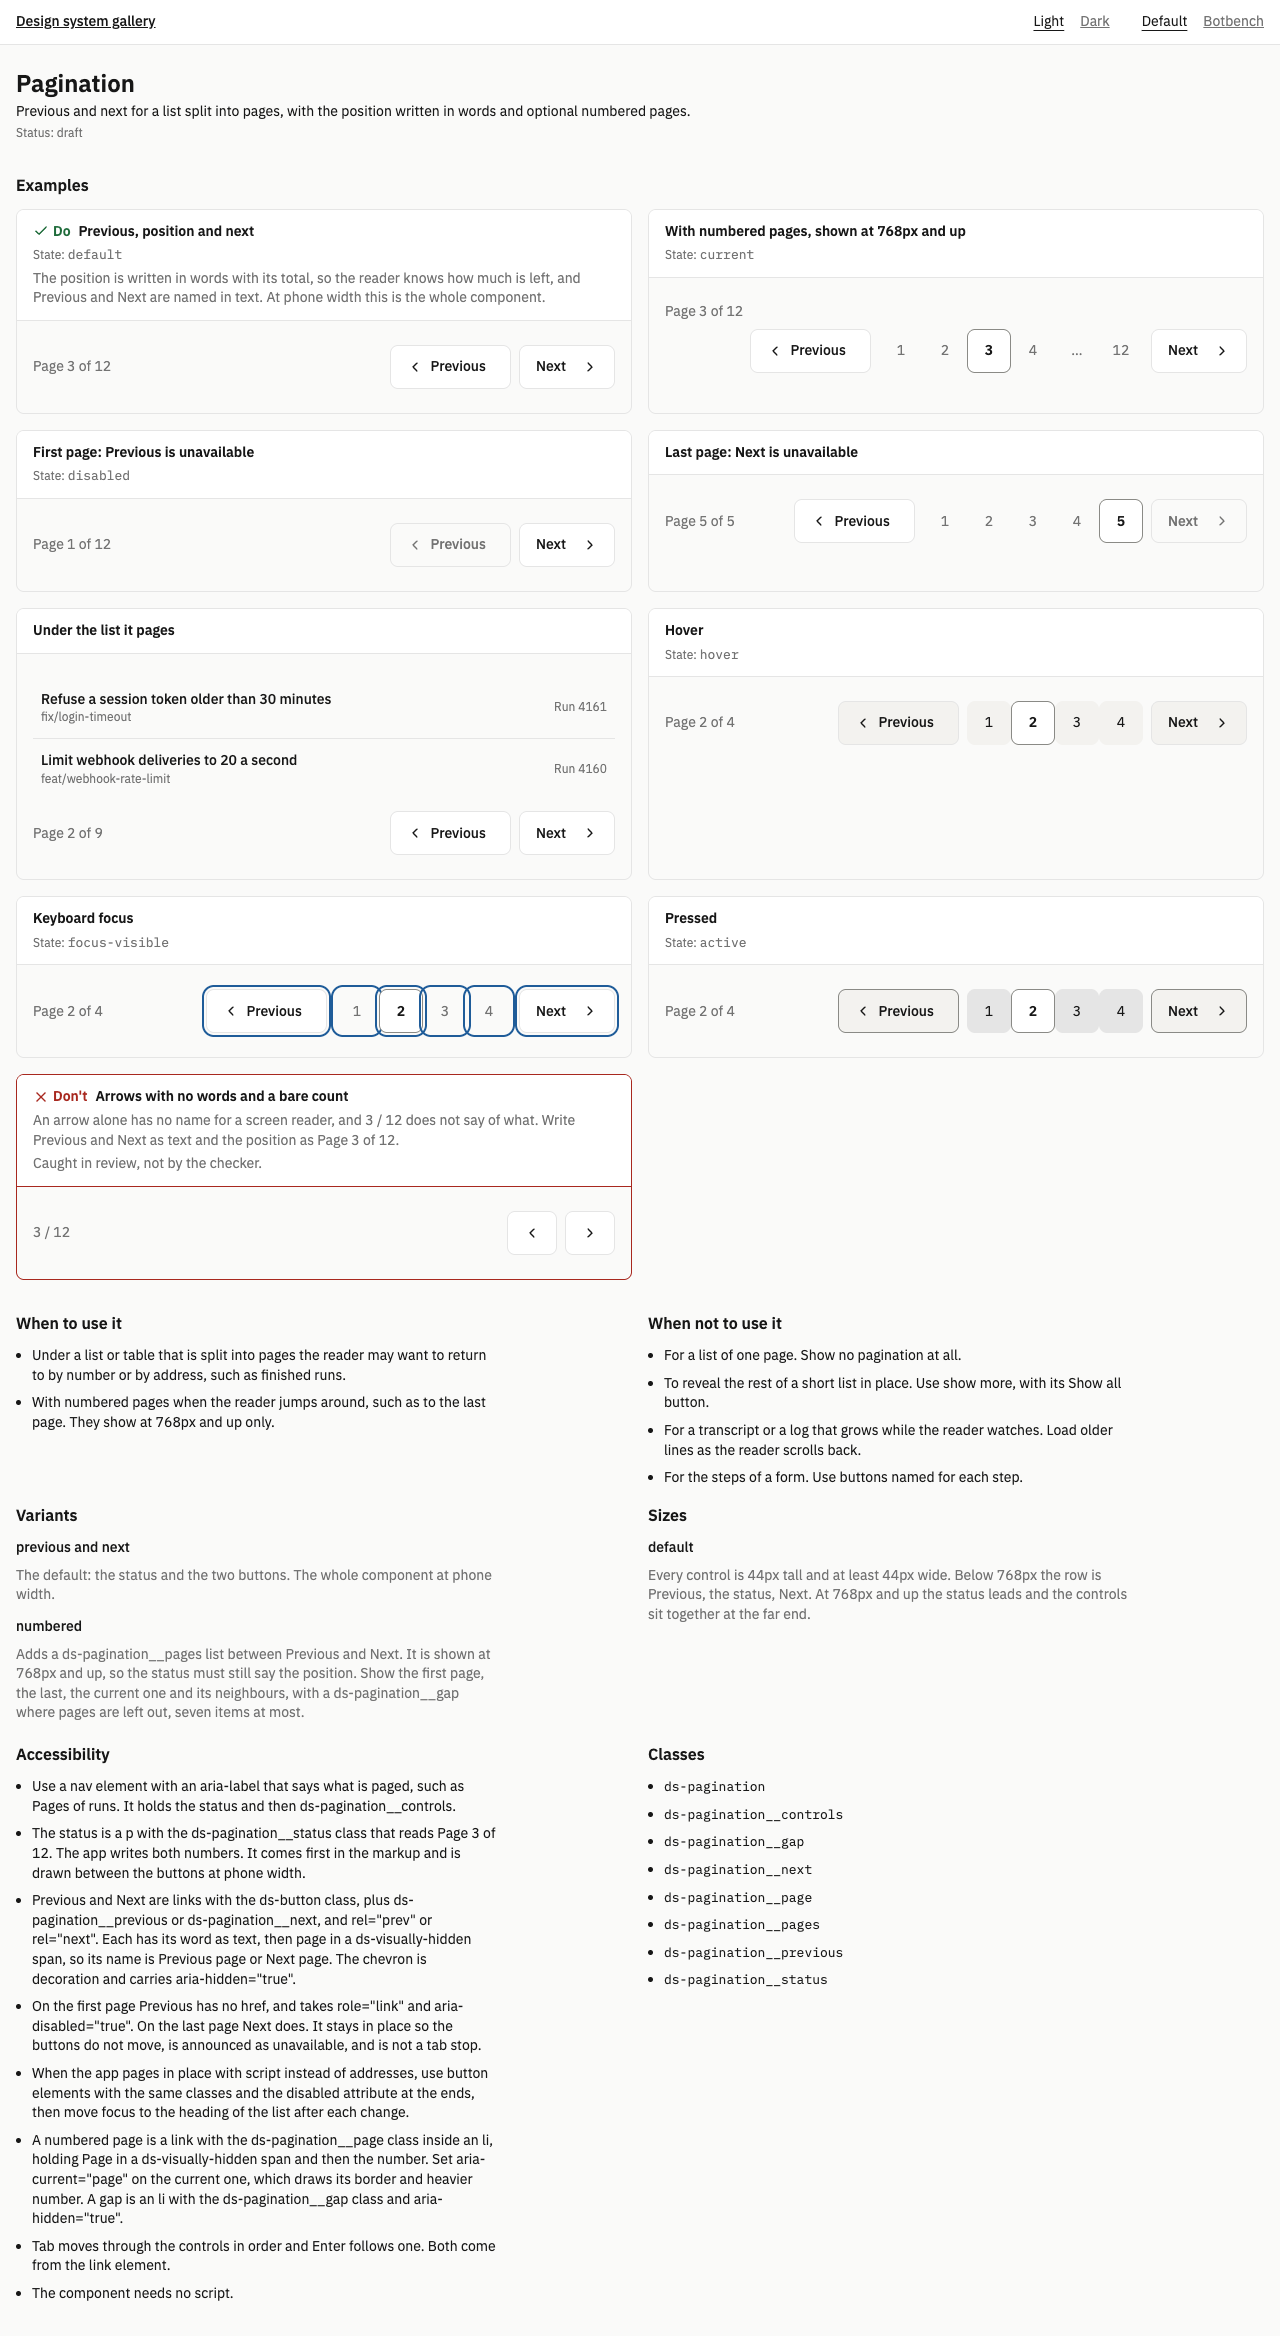 Design system gallery
Light Dark Default Botbench
Pagination
Previous and next for a list split into pages, with the position written in words and optional numbered pages.
Status: draft
Examples
Do Previous, position and next
State: default
The position is written in words with its total, so the reader knows how much is left, and
Previous and Next are named in text. At phone width this is the whole component.
Page 3 of 12
Previous
Next
With numbered pages, shown at 768px and up
State: current
Page 3 of 12
Previous 1 2 3 4 ... 12 Next
First page: Previous is unavailable
State: disabled
Page 1 of 12
Previous
Next
Last page: Next is unavailable
Page 5 of 5
Previous 1 2 3 4 5 Next
Under the list it pages
Refuse a session token older than 30 minutes
fix/login-timeout
Run 4161
Limit webhook deliveries to 20 a second
feat/webhook-rate-limit
Run 4160
Page 2 of 9
Previous
Next
Hover
State: hover
Page 2 of 4
Previous 1 2 3 4 Next
Keyboard focus
State: focus-visible
Page 2 of 4
Previous 1 2 3 4 Next
Pressed
State: active
Page 2 of 4
Previous 1 2 3 4 Next
Don't Arrows with no words and a bare count
An arrow alone has no name for a screen reader, and 3 / 12 does not say of what. Write
Previous and Next as text and the position as Page 3 of 12.
Caught in review, not by the checker.
3 / 12
When to use it
Under a list or table that is split into pages the reader may want to return
to by number or by address, such as finished runs.
With numbered pages when the reader jumps around, such as to the last
page. They show at 768px and up only.
When not to use it
For a list of one page. Show no pagination at all.
To reveal the rest of a short list in place. Use show more, with its Show all
button.
For a transcript or a log that grows while the reader watches. Load older
lines as the reader scrolls back.
For the steps of a form. Use buttons named for each step.
Variants
previous and next
The default: the status and the two buttons. The whole component at phone
width.
numbered
Adds a ds-pagination__pages list between Previous and Next. It is shown at
768px and up, so the status must still say the position. Show the first page,
the last, the current one and its neighbours, with a ds-pagination__gap
where pages are left out, seven items at most.
Sizes
default
Every control is 44px tall and at least 44px wide. Below 768px the row is
Previous, the status, Next. At 768px and up the status leads and the controls
sit together at the far end.
Accessibility
Use a nav element with an aria-label that says what is paged, such as
Pages of runs. It holds the status and then ds-pagination__controls.
The status is a p with the ds-pagination__status class that reads Page 3 of
12. The app writes both numbers. It comes first in the markup and is
drawn between the buttons at phone width.
Previous and Next are links with the ds-button class, plus ds-
pagination__previous or ds-pagination__next, and rel="prev" or
rel="next". Each has its word as text, then page in a ds-visually-hidden
span, so its name is Previous page or Next page. The chevron is
decoration and carries aria-hidden="true".
On the first page Previous has no href, and takes role="link" and aria-
disabled="true". On the last page Next does. It stays in place so the
buttons do not move, is announced as unavailable, and is not a tab stop.
When the app pages in place with script instead of addresses, use button
elements with the same classes and the disabled attribute at the ends,
then move focus to the heading of the list after each change.
A numbered page is a link with the ds-pagination__page class inside an li,
holding Page in a ds-visually-hidden span and then the number. Set aria-
current="page" on the current one, which draws its border and heavier
number. A gap is an li with the ds-pagination__gap class and aria-
hidden="true".
Tab moves through the controls in order and Enter follows one. Both come
from the link element.
The component needs no script.
Classes
ds-pagination
ds-pagination__controls
ds-pagination__gap
ds-pagination__next
ds-pagination__page
ds-pagination__pages
ds-pagination__previous
ds-pagination__status